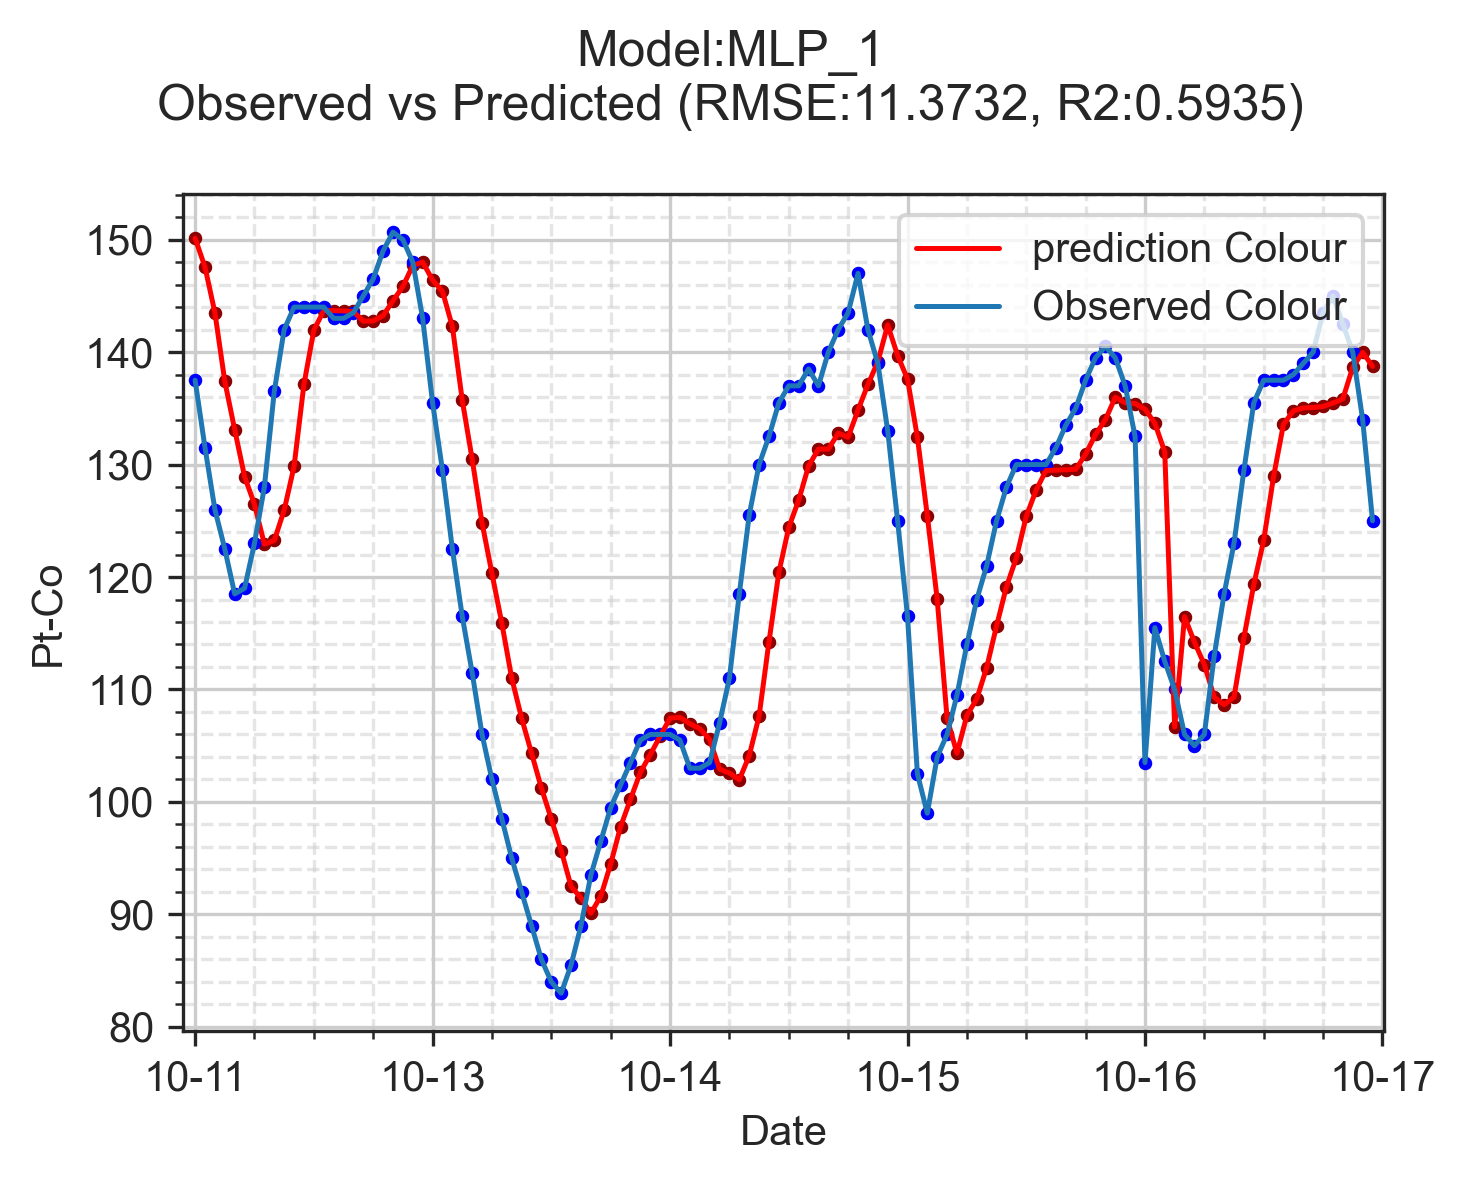 Model:MLP_1
Observed vs Predicted (RMSE:11.3732, R2:0.5935)
prediction Colour
Observed Colour
150
140
130
120
110
100
90
80
Pt-Co
10-11
10-13
10-14
10-15
10-16
10-17
Date